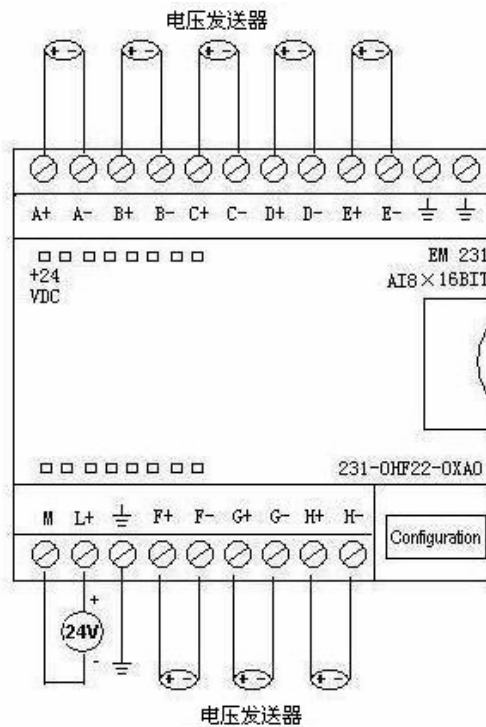 电压发送器
+ - + - + - + - + -
A+ A- B+ B- C+ C- D+ D- E+ E-
+24
VDC
EM 231
AI8×16BIT
231-0HF22-0XA0
M L+ F+ F- G+ G- H+ H-
Configuration
+
24V
-
+ - + - + -
电压发送器